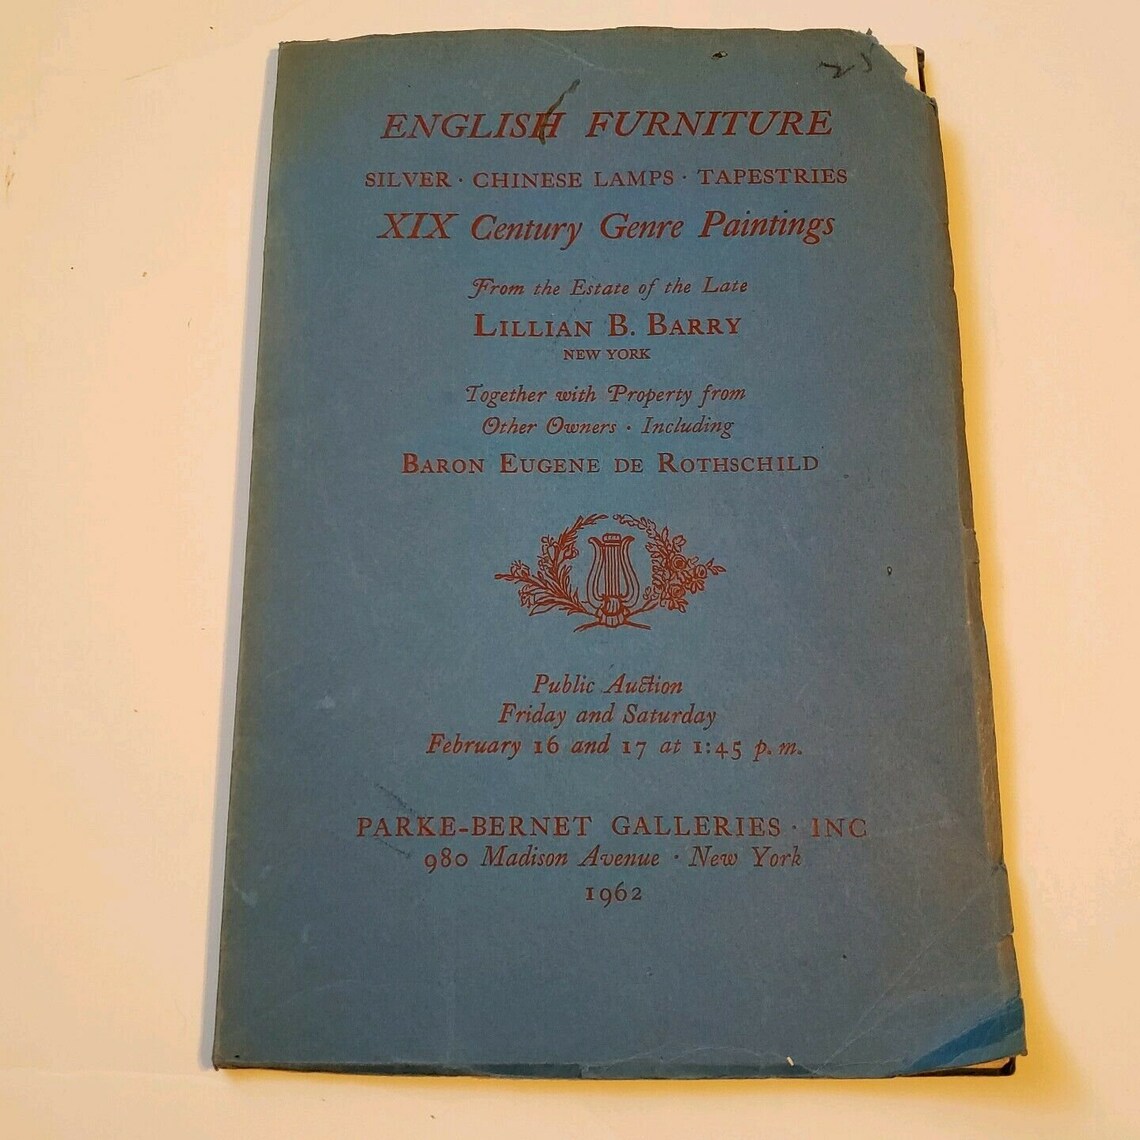 ENGLISH FURNITURE
SILVER · CHINESE LAMPS · TAPESTRIES
XIX Century Genre Paintings
From the Estate of the Late
LILLIAN B. BARRY
NEW YORK
Together with Property from
Other Owners · Including
BARON EUGENE DE ROTHSCHILD
Public Auction
Friday and Saturday
February 16 and 17 at 1:45 p. m.
PARKE-BERNET GALLERIES · INC
980 Madison Avenue · New York
1962